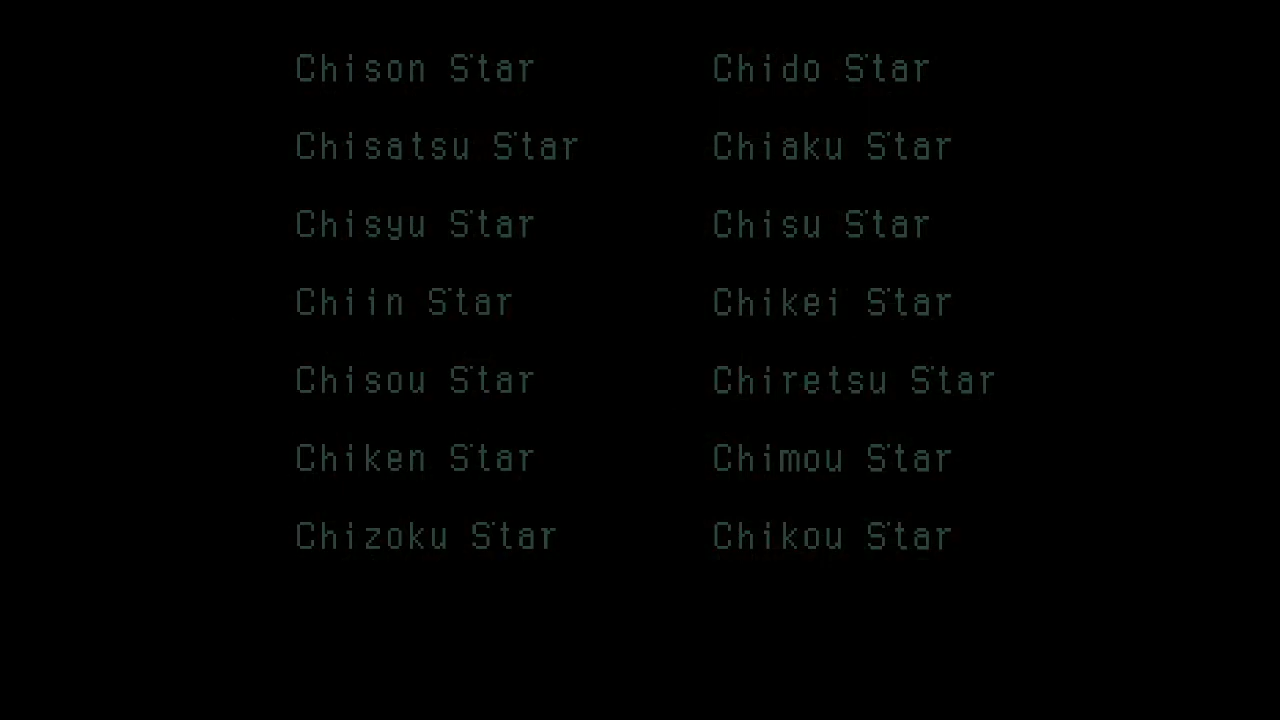 Chison Star Chido Star
Chisatsu Star Chiaku Star
Chisyu Star Chisu Star
Chiin Star Chikei Star
Chisou Star Chiretsu Star
Chiken Star Chimou Star
Chizoku Star Chikou Star